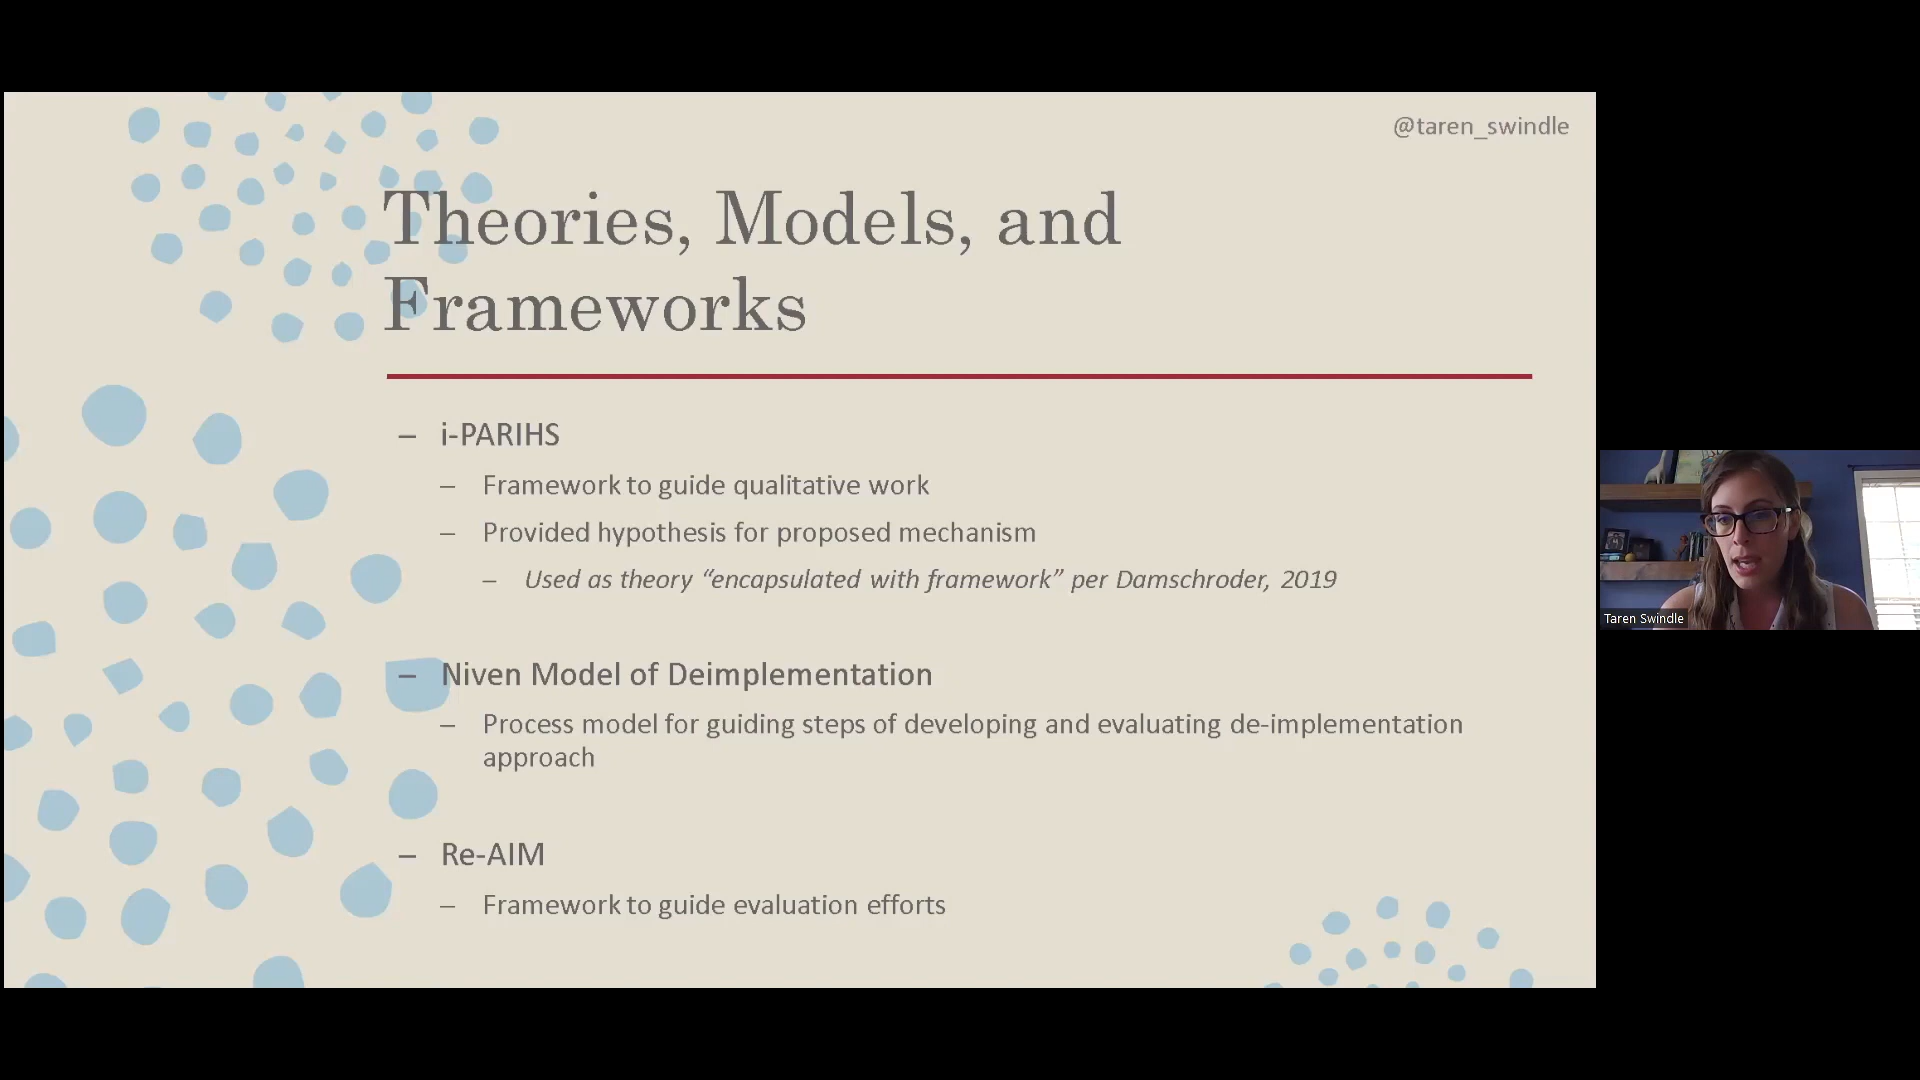 @taren_swindle
Theories, Models, and
Frameworks
– i-PARIHS
– Framework to guide qualitative work
– Provided hypothesis for proposed mechanism
– Used as theory “encapsulated with framework” per Damschroder, 2019
– Niven Model of Deimplementation
– Process model for guiding steps of developing and evaluating de-implementation
approach
– Re-AIM
– Framework to guide evaluation efforts
Taren Swindle